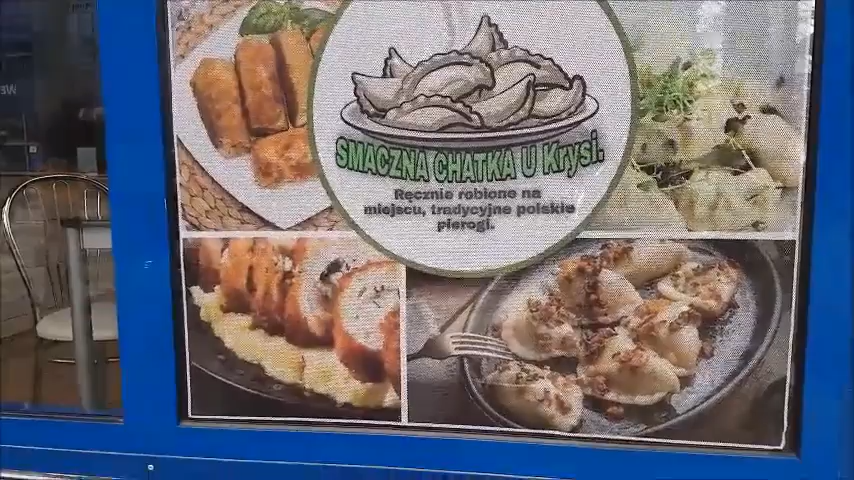 SMACZNA CHATKA U Krysi.
Ręcznie robione na
miejscu, tradycyjne polskie
pierogi.